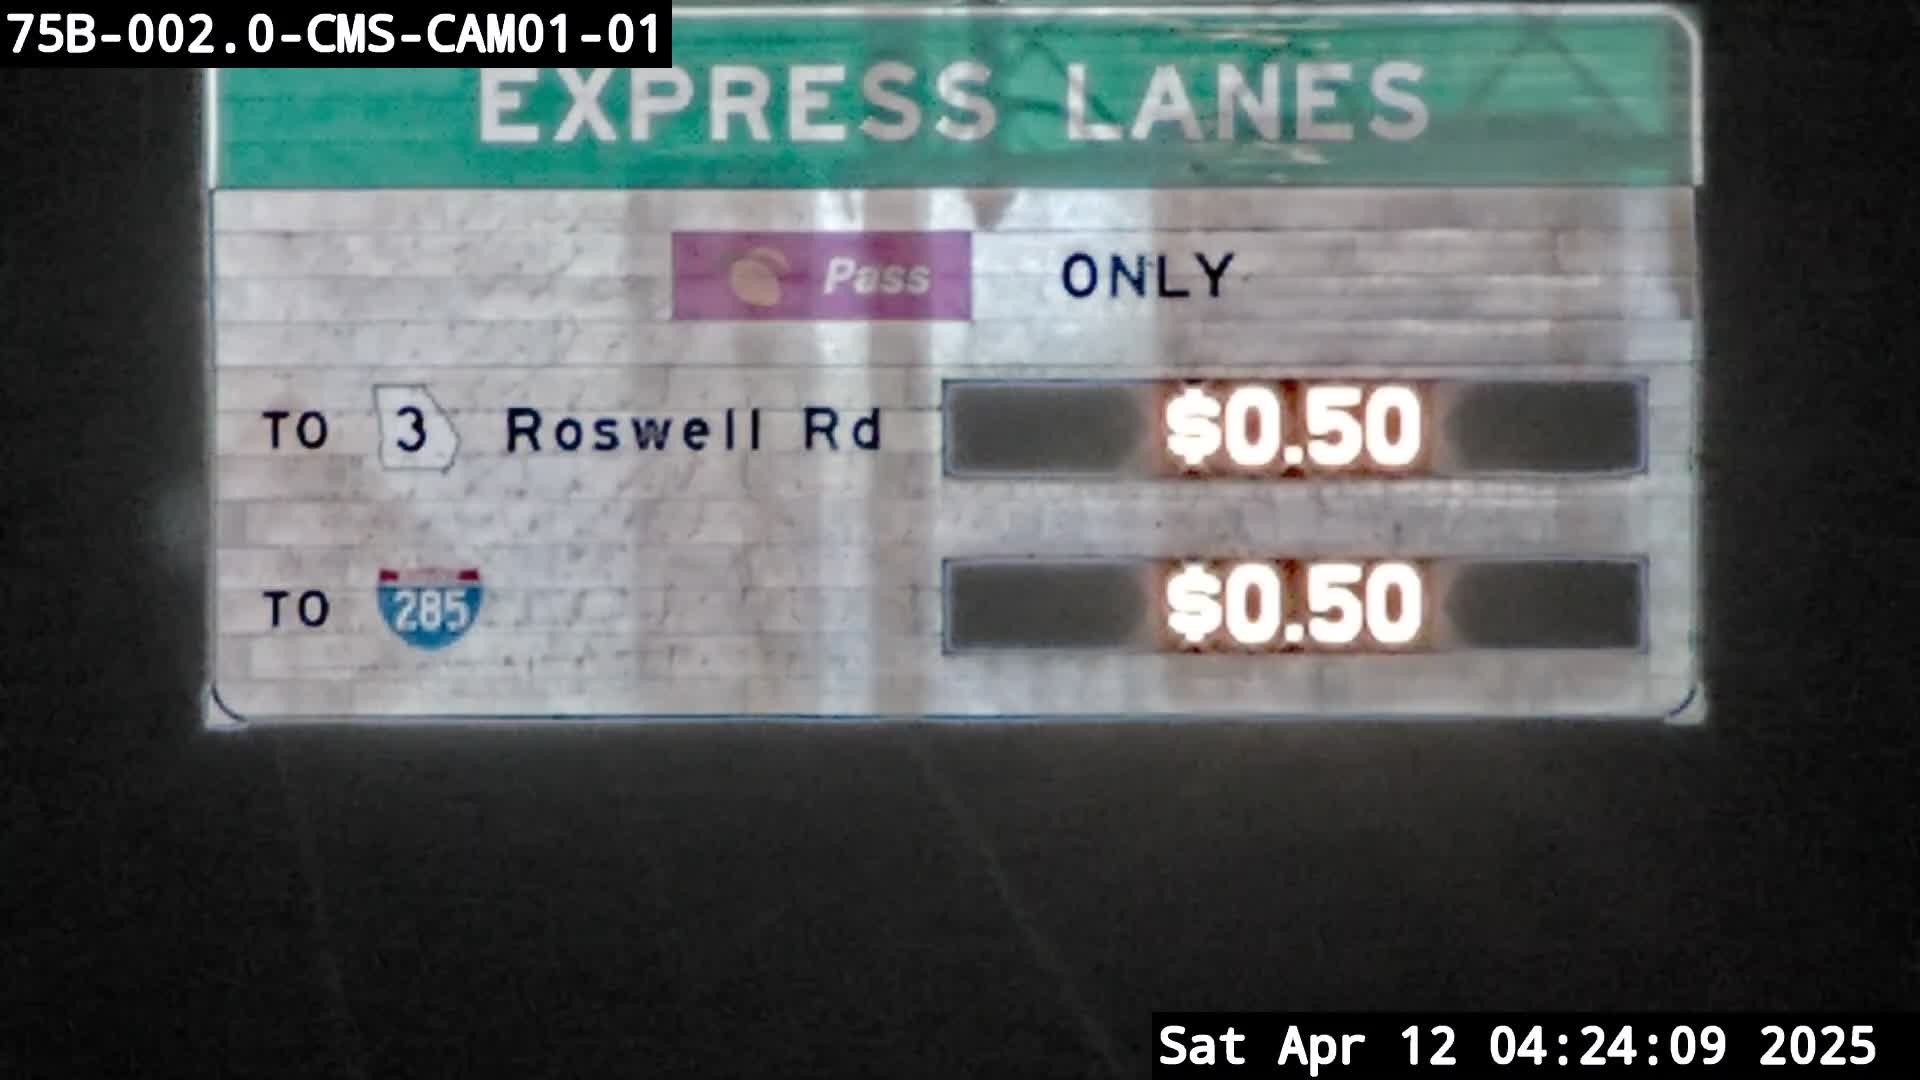 75B-002.0-CMS-CAM01-01
EXPRESS LANES
Pass ONLY
TO 3 Roswell Rd $0.50
TO 285 $0.50
Sat Apr 12 04:24:09 2025